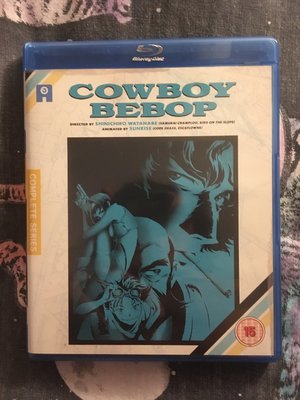 Blu-ray Disc
COWBOY
BEBOP
DIRECTED BY SHINICHIRO WATANABE (SAMURAI CHAMPLOO, KIDS ON THE SLOPE)
ANIMATED BY SUNRISE (CODE GEASS, ESCAFLOWNE)
COMPLETE SERIES
15